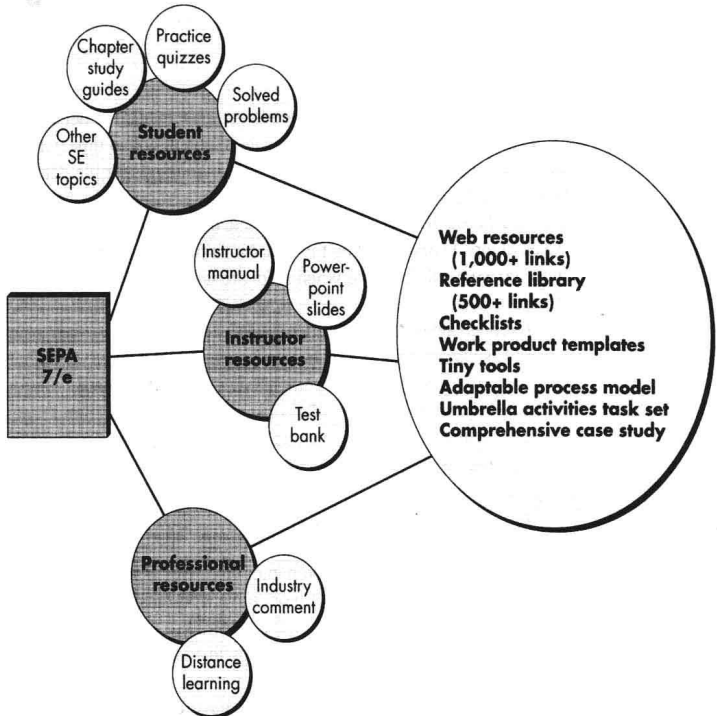 Practice
quizzes
Chapter
study
guides
Solved
problems
Student
resources
Other
SE
topics
Instructor
manual
Power-
point
slides
Web resources
(1,000+ links)
Reference library
(500+ links)
Checklists
Work product templates
Tiny tools
Adaptable process model
Umbrella activities task set
Comprehensive case study
SEPA
7/e
Instructor
resources
Test
bank
Professional
resources
Industry
comment
Distance
learning